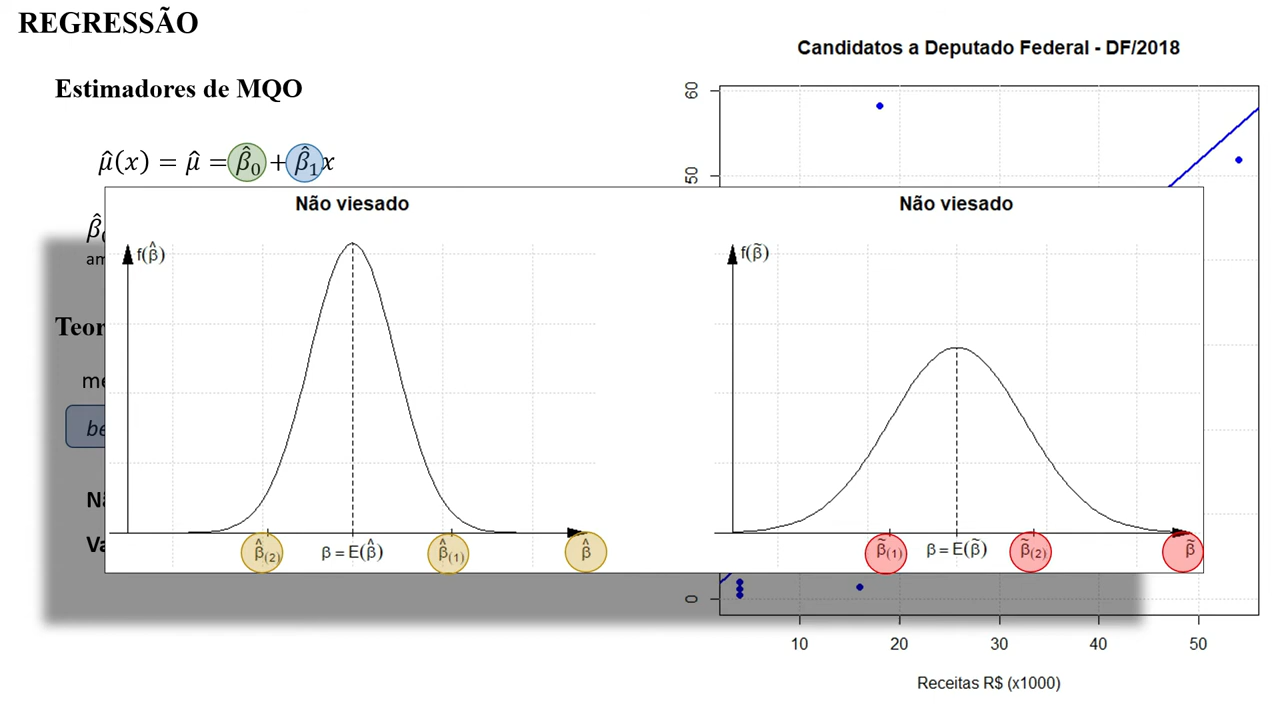 REGRESSÃO
Estimadores de MQO
μ̂(x) = μ̂ = β̂₀ + β̂₁x
Candidatos a Deputado Federal - DF/2018
60
50
0
10 20 30 40 50
Receitas R$ (x1000)
Não viesado
f(β̂)
β̂(2) β = E(β̂) β̂(1) β̂
Não viesado
f(β̃)
β̃(1) β = E(β̃) β̃(2) β̃